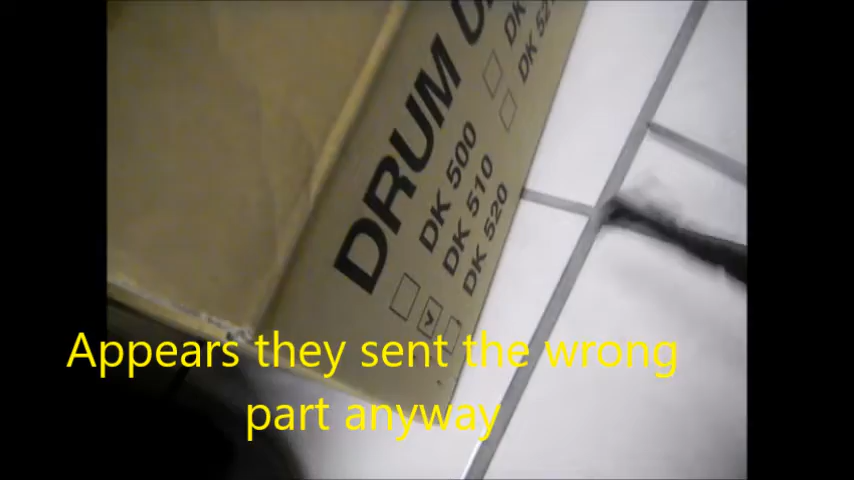 DRUM
DK 500
DK 510
DK 520
DK
DK 52
Appears they sent the wrong
part anyway